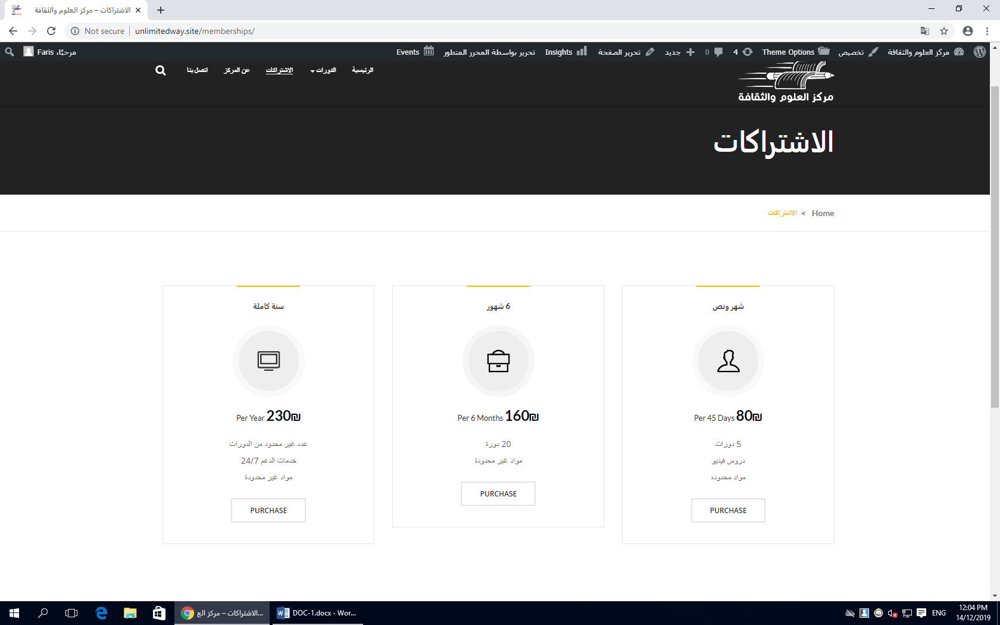 الاشتراكات – مركز العلوم والثقافة
Not secure
unlimitedway.site/memberships/
مركز العلوم والثقافة
تخصيص
Theme Options
4
0
جديد
تحرير الصفحة
Insights
تحرير بواسطة المحرر المتطور
Events
مرحبًا، Faris
مركز العلوم والثقافة
الرئيسية
الدورات
الاشتراكات
عن المركز
اتصل بنا
الاشتراكات
Home > الاشتراكات
شهر ونص
Per 45 Days 80₪
5 دورات
دروس فيديو
مواد محدوده
PURCHASE
6 شهور
Per 6 Months 160₪
20 دورة
مواد غير محدودة
PURCHASE
سنة كاملة
Per Year 230₪
عدد غير محدود من الدورات
خدمات الدعم 24/7
مواد غير محدودة
PURCHASE
الاشتراكات – مركز الع...
DOC-1.docx - Wor...
ENG
12:04 PM
14/12/2019